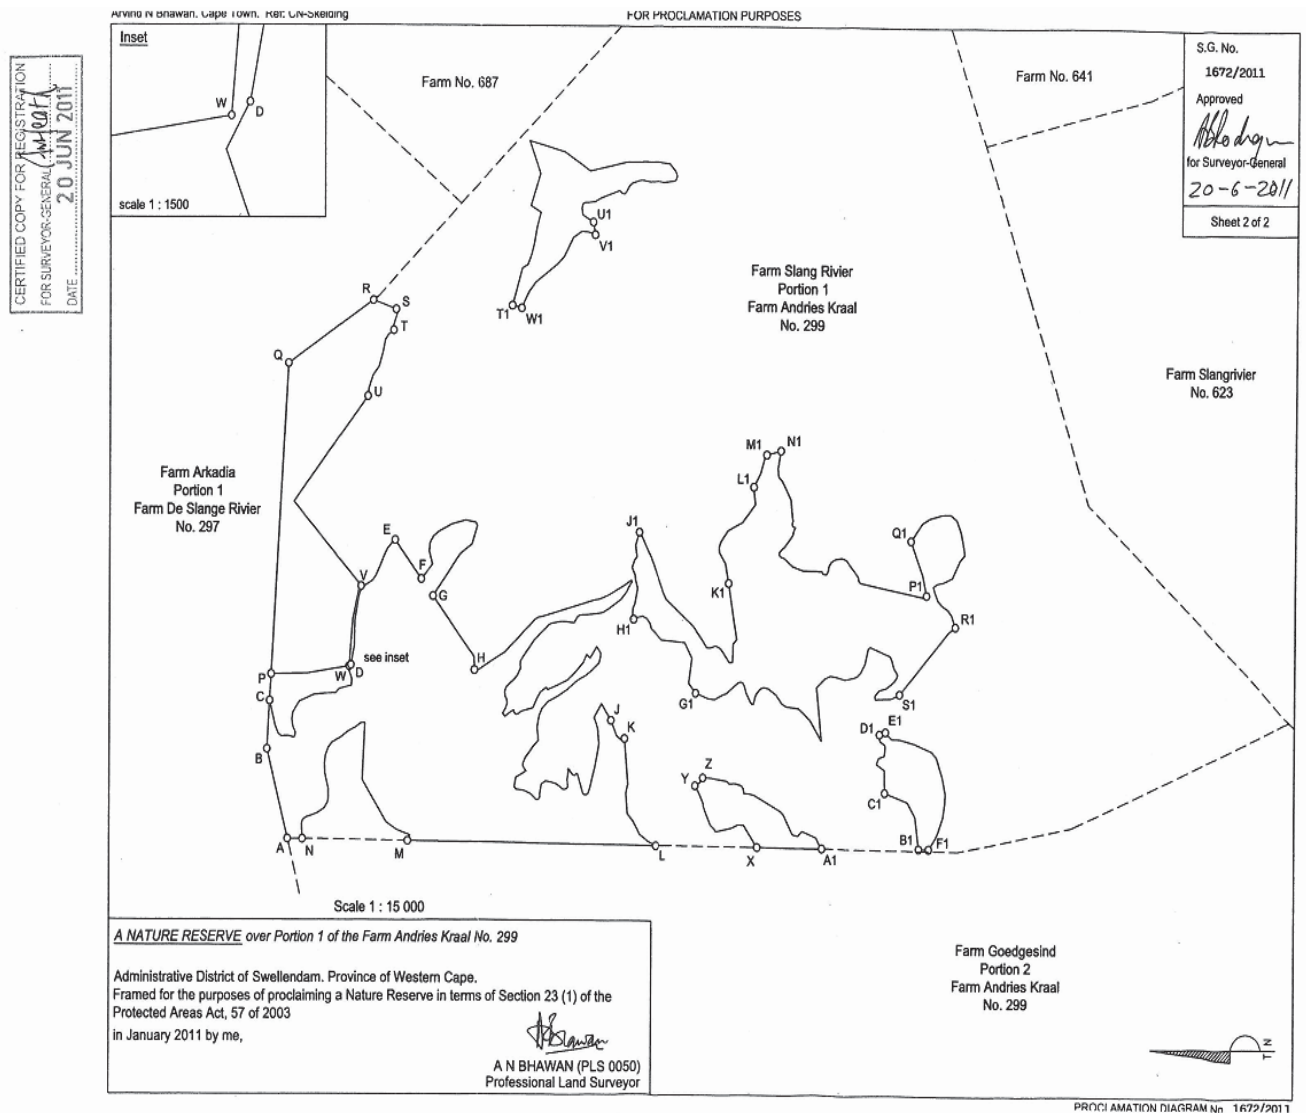 Arvind N Bhawan. Cape Town. Ref: CN-Skelding
FOR PROCLAMATION PURPOSES
Inset
W
D
scale 1 : 1500
CERTIFIED COPY FOR REGISTRATION
FOR SURVEYOR-GENERAL
DATE
20 JUN 2011
Farm No. 687
Farm No. 641
S.G. No.
1672/2011
Approved
for Surveyor-General
20-6-2011
Sheet 2 of 2
U1
V1
T1
W1
Farm Slang Rivier
Portion 1
Farm Andries Kraal
No. 299
R
S
T
Q
U
Farm Slangrivier
No. 623
Farm Arkadia
Portion 1
Farm De Slange Rivier
No. 297
M1
N1
L1
J1
Q1
E
F
V
G
K1
P1
H1
R1
see inset
H
P
W
D
C
G1
S1
J
K
D1
E1
B
Z
Y
C1
A
N
M
L
X
A1
B1
F1
Scale 1 : 15 000
A NATURE RESERVE over Portion 1 of the Farm Andries Kraal No. 299
Administrative District of Swellendam. Province of Western Cape.
Framed for the purposes of proclaiming a Nature Reserve in terms of Section 23 (1) of the
Protected Areas Act, 57 of 2003
in January 2011 by me,
A N BHAWAN (PLS 0050)
Professional Land Surveyor
Farm Goedgesind
Portion 2
Farm Andries Kraal
No. 299
T N
PROCLAMATION DIAGRAM No. 1672/2011